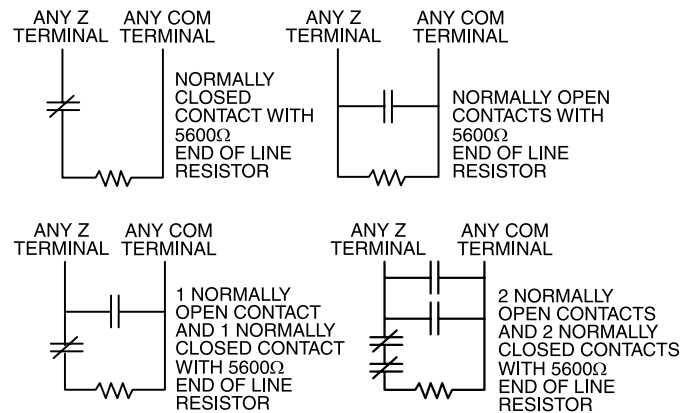 ANY Z
TERMINAL
ANY COM
TERMINAL
NORMALLY
CLOSED
CONTACT WITH
5600Ω
END OF LINE
RESISTOR
ANY Z
TERMINAL
ANY COM
TERMINAL
NORMALLY OPEN
CONTACTS WITH
5600Ω
END OF LINE
RESISTOR
ANY Z
TERMINAL
ANY COM
TERMINAL
1 NORMALLY
OPEN CONTACT
AND 1 NORMALLY
CLOSED CONTACT
WITH 5600Ω
END OF LINE
RESISTOR
ANY Z
TERMINAL
ANY COM
TERMINAL
2 NORMALLY
OPEN CONTACTS
AND 2 NORMALLY
CLOSED CONTACTS
WITH 5600Ω
END OF LINE
RESISTOR